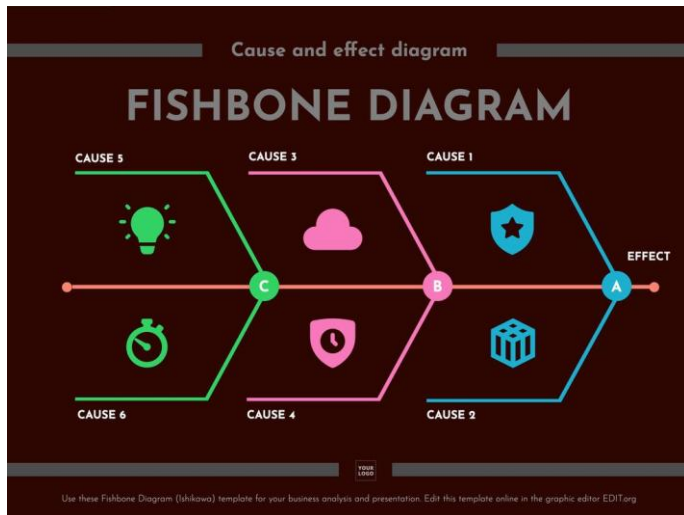 Cause and effect diagram
FISHBONE DIAGRAM
CAUSE 5
CAUSE 3
CAUSE 1
EFFECT
C
B
A
CAUSE 6
CAUSE 4
CAUSE 2
YOUR
LOGO
Use these Fishbone Diagram (Ishikawa) template for your business analysis and presentation. Edit this template online in the graphic editor EDIT.org